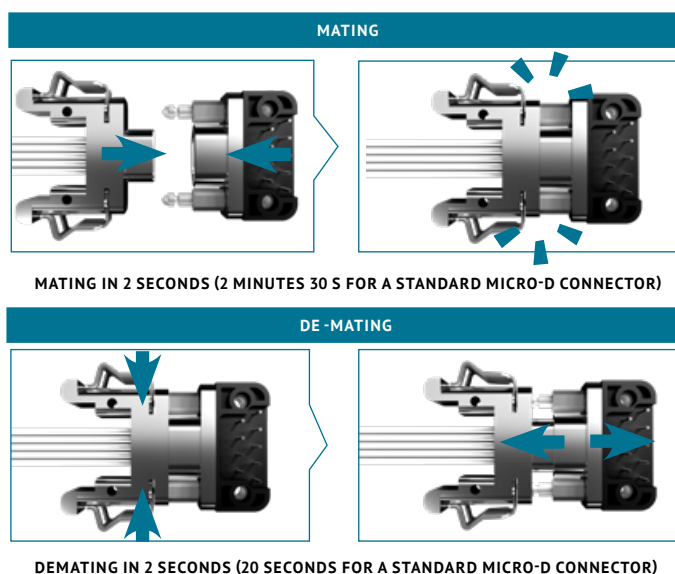 MATING
MATING IN 2 SECONDS (2 MINUTES 30 S FOR A STANDARD MICRO-D CONNECTOR)
DE-MATING
DEMATING IN 2 SECONDS (20 SECONDS FOR A STANDARD MICRO-D CONNECTOR)